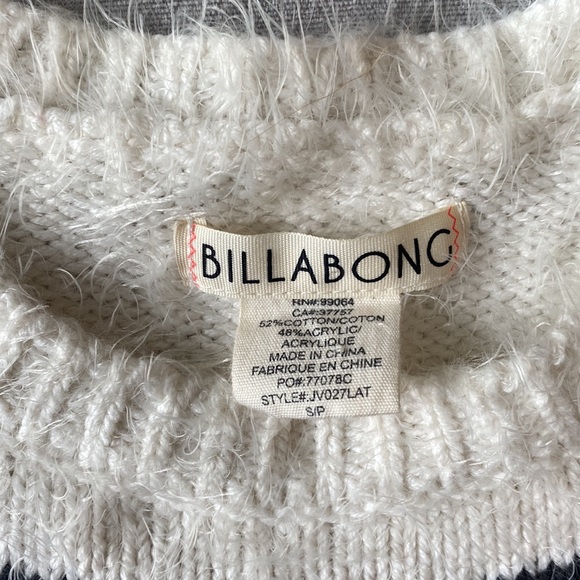 BILLABONG
RN#:99064
CA#:37757
52%COTTON/COTON
48%ACRYLIC/
ACRYLIQUE
MADE IN CHINA
FABRIQUE EN CHINE
PO#:77078C
STYLE#:JV027LAT
S/P